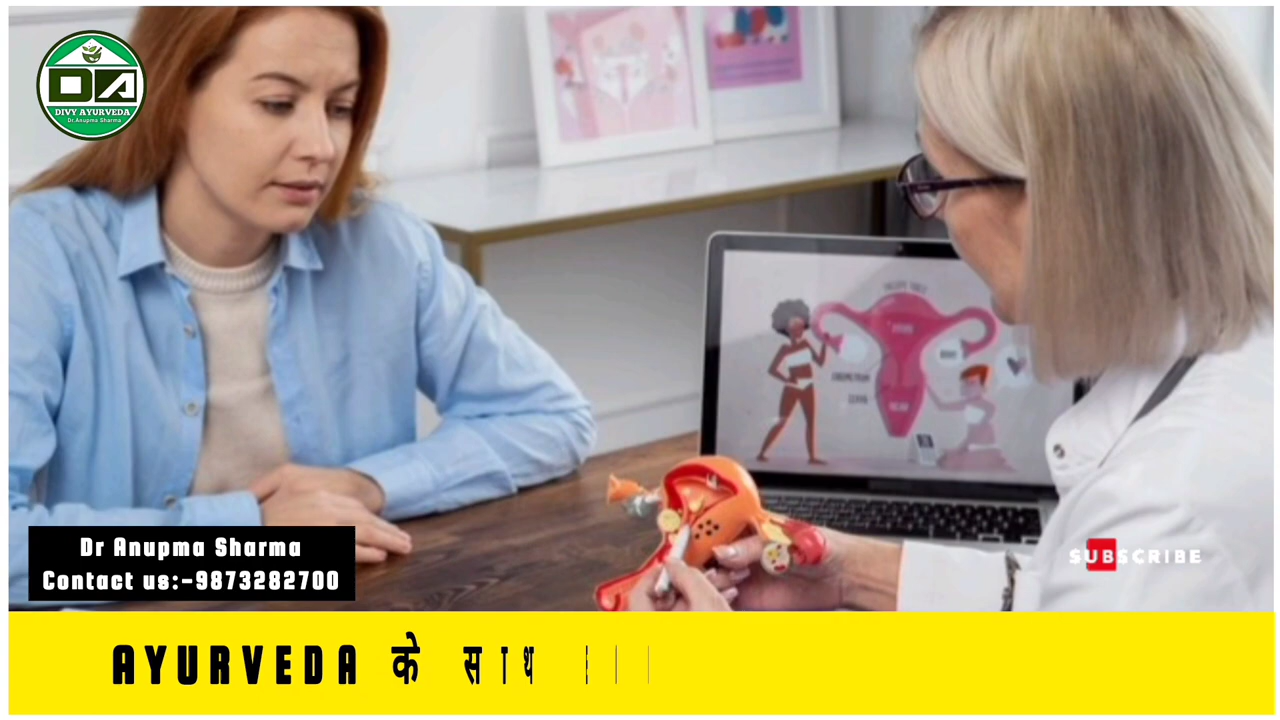 DA
DIVY AYURVEDA
Dr.Anupma Sharma
Dr Anupma Sharma
Contact us:-9873282700
SUBSCRIBE
AYURVEDA के साथ